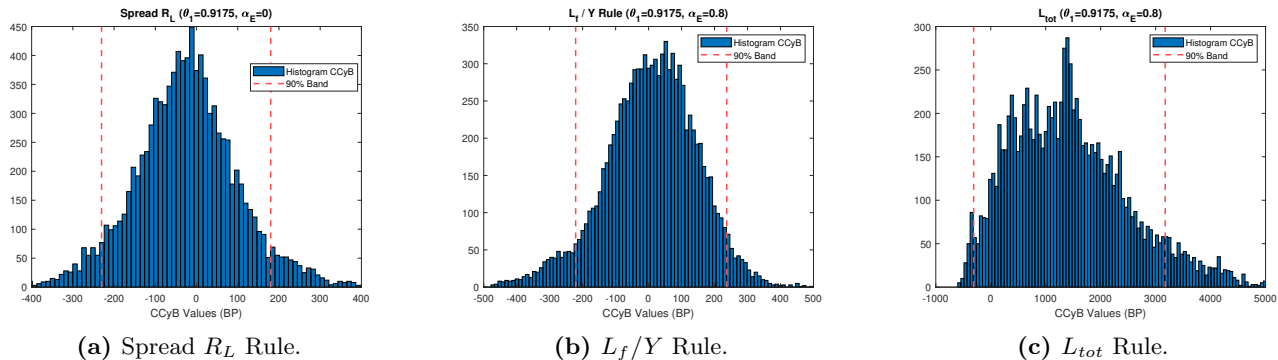 Spread R_L (θ_1=0.9175, α_E=0)
450
400
350
300
250
200
150
100
50
0
Histogram CCyB
90% Band
-400 -300 -200 -100 0 100 200 300 400
CCyB Values (BP)
(a) Spread R_L Rule.
L_f / Y Rule (θ_1=0.9175, α_E=0.8)
350
300
250
200
150
100
50
0
Histogram CCyB
90% Band
-500 -400 -300 -200 -100 0 100 200 300 400 500
CCyB Values (BP)
(b) L_f/Y Rule.
L_tot (θ_1=0.9175, α_E=0.8)
300
250
200
150
100
50
0
Histogram CCyB
90% Band
-1000 0 1000 2000 3000 4000 5000
CCyB Values (BP)
(c) L_tot Rule.